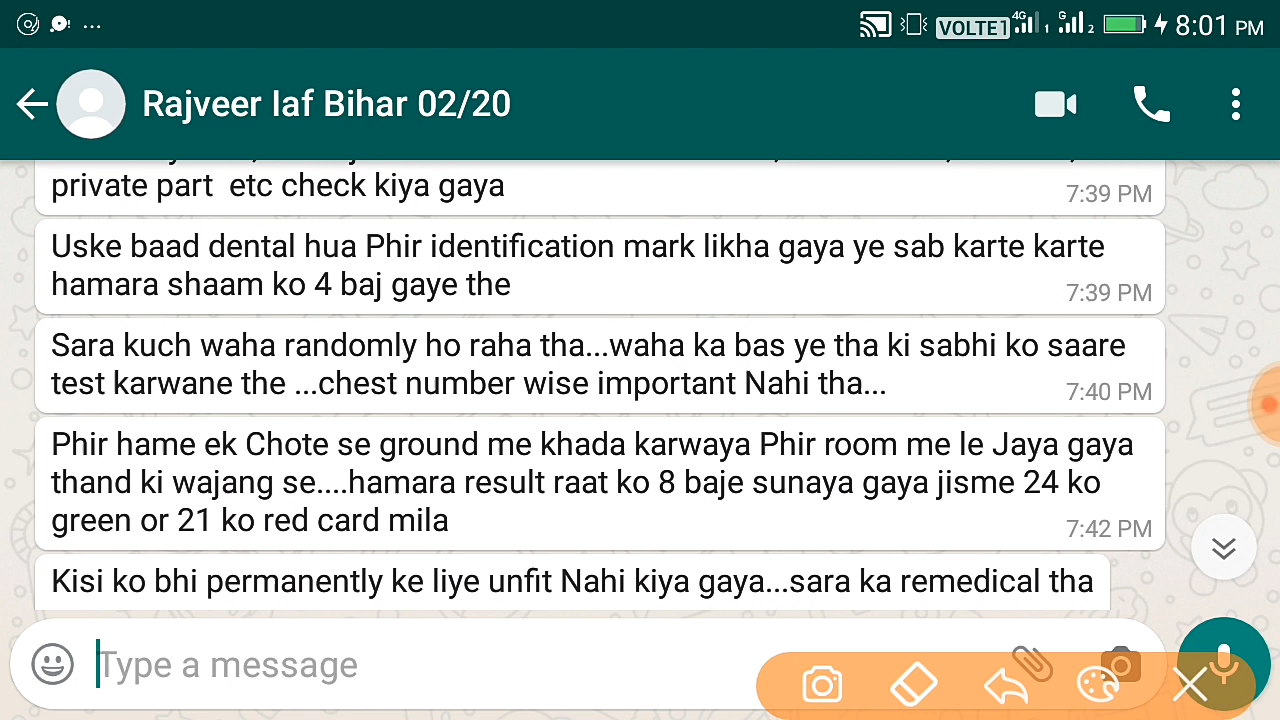 VOLTE1 4G 1 G 2 8:01 PM
Rajveer Iaf Bihar 02/20
private part etc check kiya gaya
7:39 PM
Uske baad dental hua Phir identification mark likha gaya ye sab karte karte
hamara shaam ko 4 baj gaye the
7:39 PM
Sara kuch waha randomly ho raha tha...waha ka bas ye tha ki sabhi ko saare
test karwane the ...chest number wise important Nahi tha...
7:40 PM
Phir hame ek Chote se ground me khada karwaya Phir room me le Jaya gaya
thand ki wajang se....hamara result raat ko 8 baje sunaya gaya jisme 24 ko
green or 21 ko red card mila
7:42 PM
Kisi ko bhi permanently ke liye unfit Nahi kiya gaya...sara ka remedical tha
Type a message